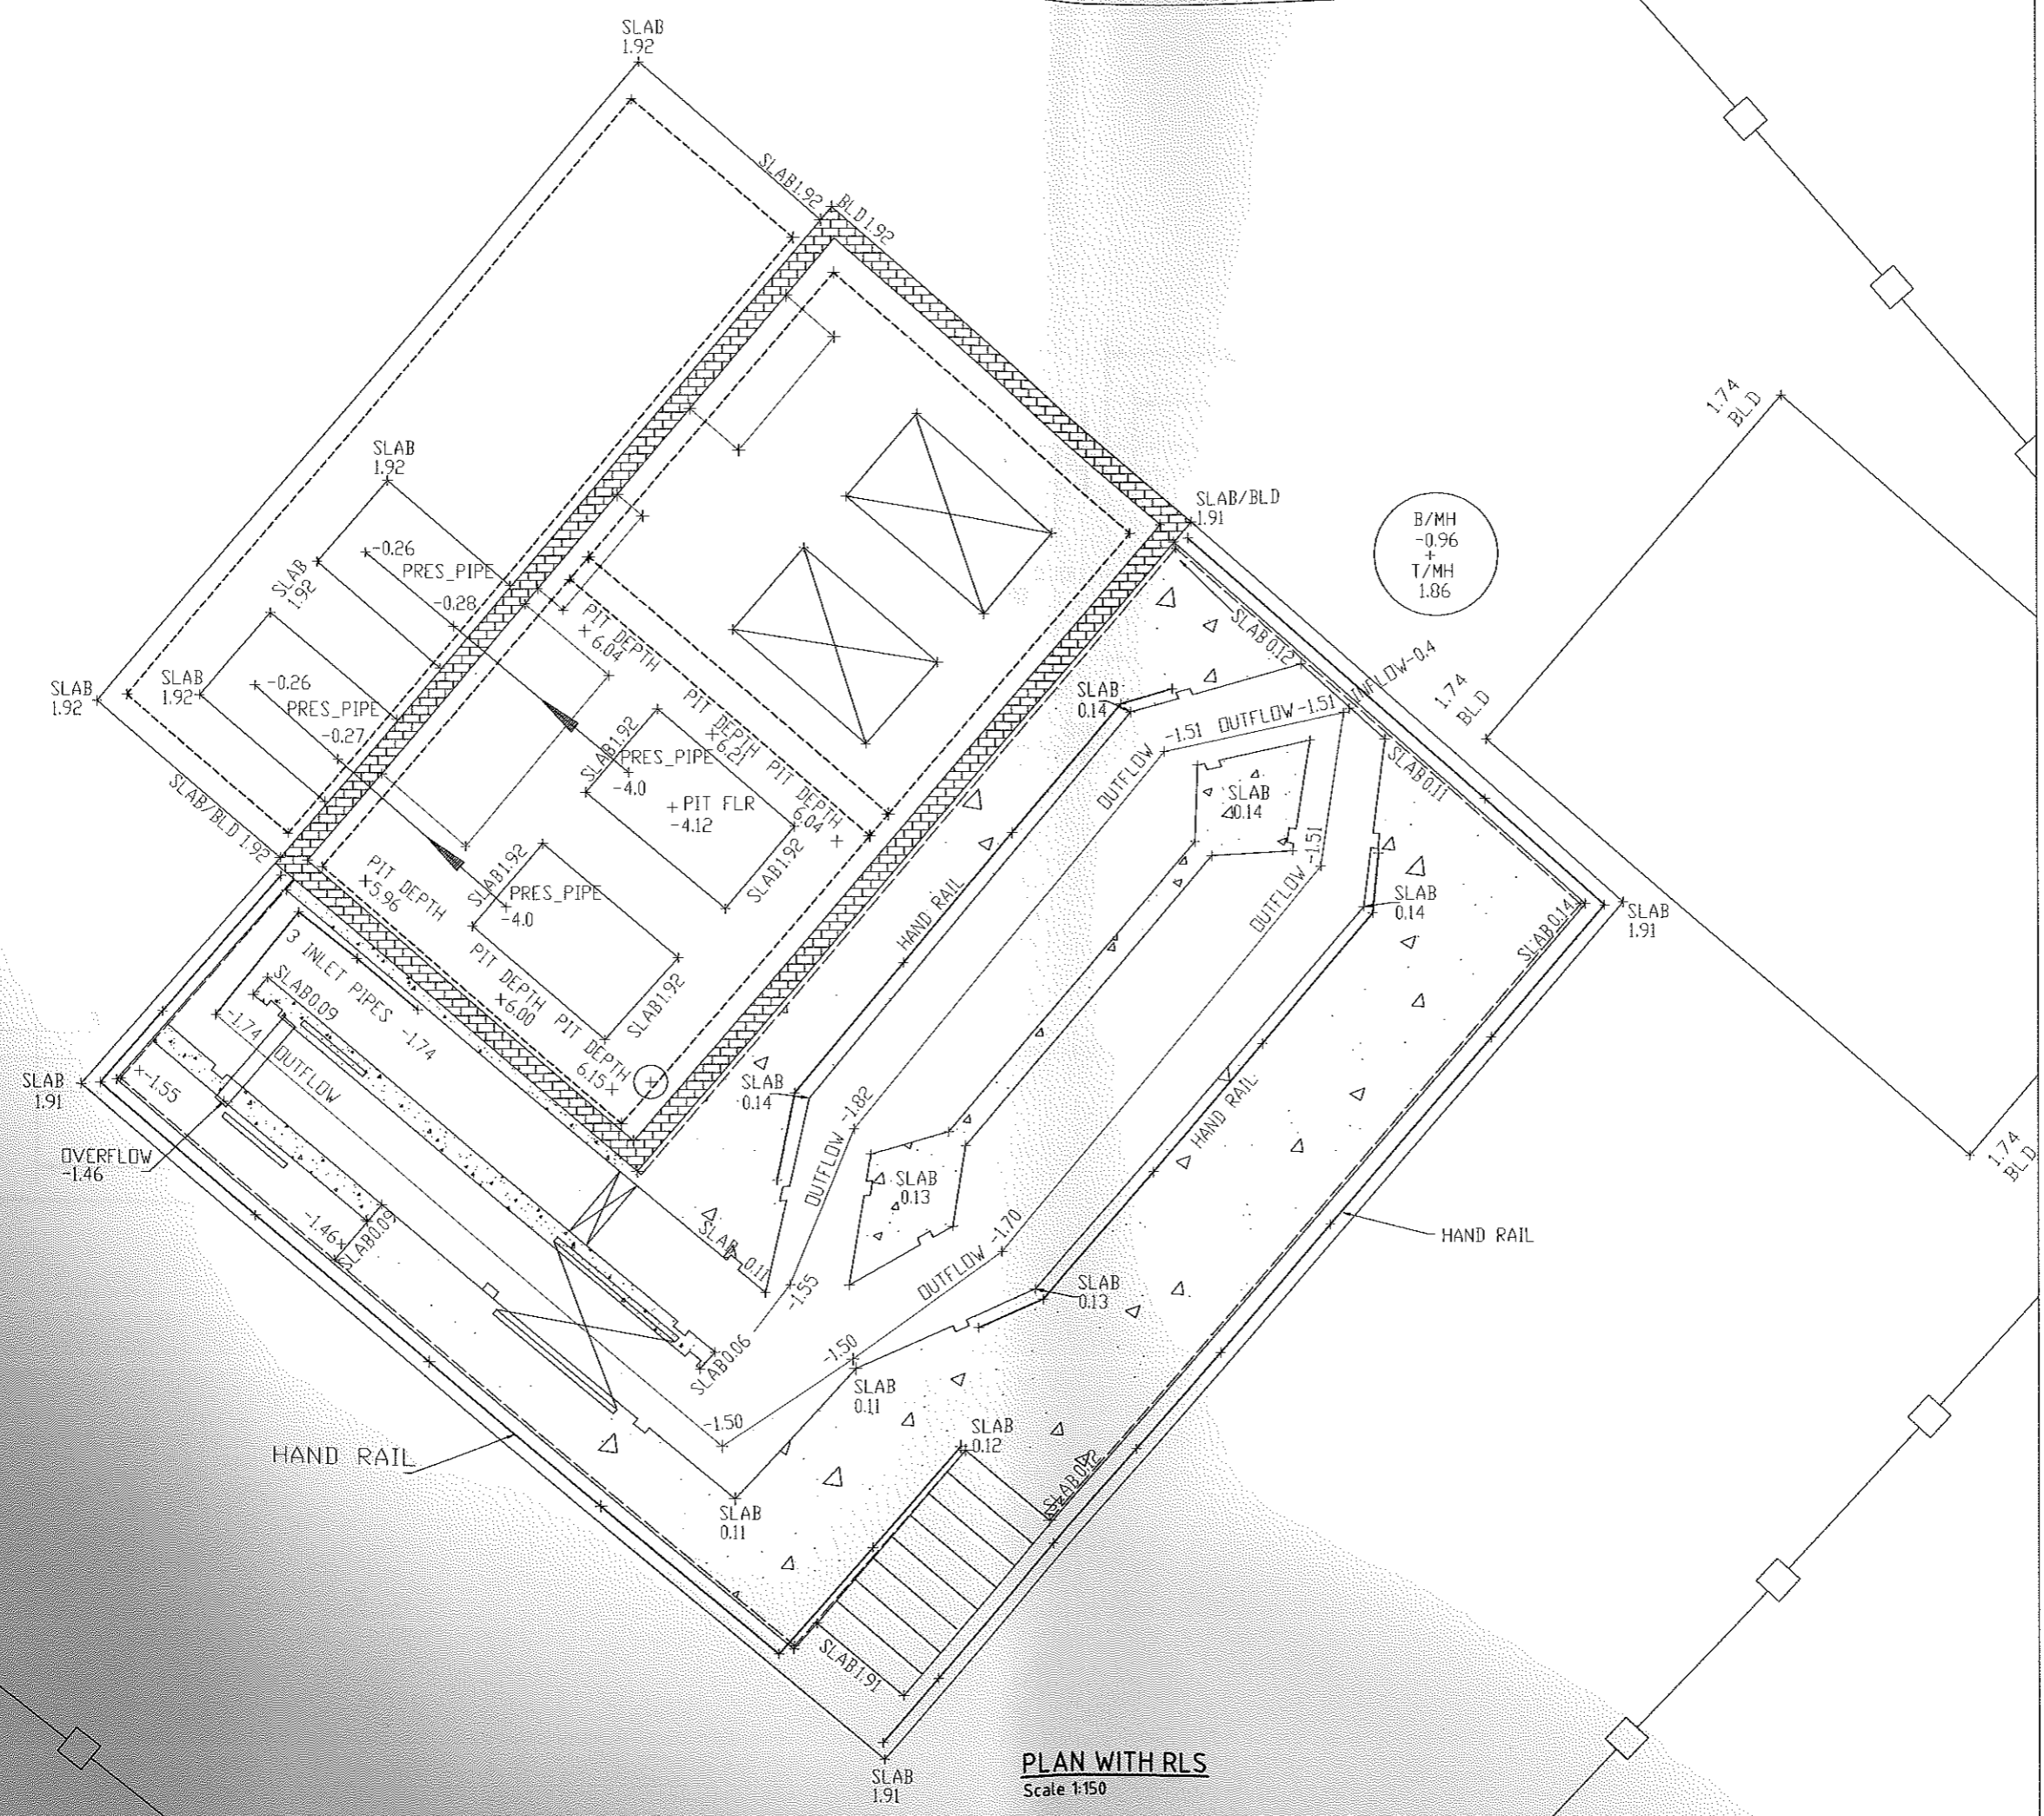 SLAB
1.92
SLAB1.92
BLD1.92
SLAB
1.92
SLAB/BLD
1.91
B/MH
-0.96
+
T/MH
1.86
1.74
BLD
-0.26
PRES_PIPE
-0.28
SLAB
1.92
PIT DEPTH
6.04
SLAB0.12
INFLOW-0.4
1.74
BLD
SLAB
1.92
SLAB
1.92
-0.26
PRES_PIPE
-0.27
SLAB
0.14
-1.51
OUTFLOW
-1.51
PIT DEPTH
6.21
SLAB1.92
PRES_PIPE
-4.0
PIT FLR
-4.12
PIT DEPTH
6.04
OUTFLOW
SLAB0.11
SLAB
0.14
SLAB/BLD 1.92
SLAB1.92
-1.51
OUTFLOW
PIT DEPTH
5.96
SLAB1.92
PRES_PIPE
-4.0
HAND RAIL
SLAB
0.14
SLAB0.14
SLAB
1.91
3 INLET PIPES
-1.74
SLAB0.09
PIT DEPTH
6.00
SLAB1.92
-1.74
OUTFLOW
PIT DEPTH
6.15
SLAB
1.91
-1.55
SLAB
0.14
-1.82
OUTFLOW
HAND RAIL
1.74
BLD
OVERFLOW
-1.46
SLAB
0.13
-1.46
SLAB0.09
SLAB
0.11
OUTFLOW
-1.70
HAND RAIL
-1.55
SLAB
0.13
SLAB0.06
-1.50
SLAB
0.11
-1.50
SLAB
0.12
HAND RAIL
SLAB0.12
SLAB
0.11
SLAB1.91
SLAB
1.91
PLAN WITH RLS
Scale 1:150